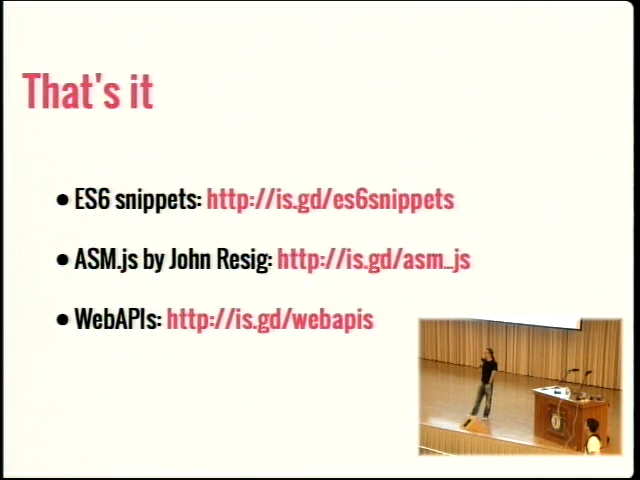 That's it
• ES6 snippets: http://is.gd/es6snippets
• ASM.js by John Resig: http://is.gd/asm_js
• WebAPIs: http://is.gd/webapis